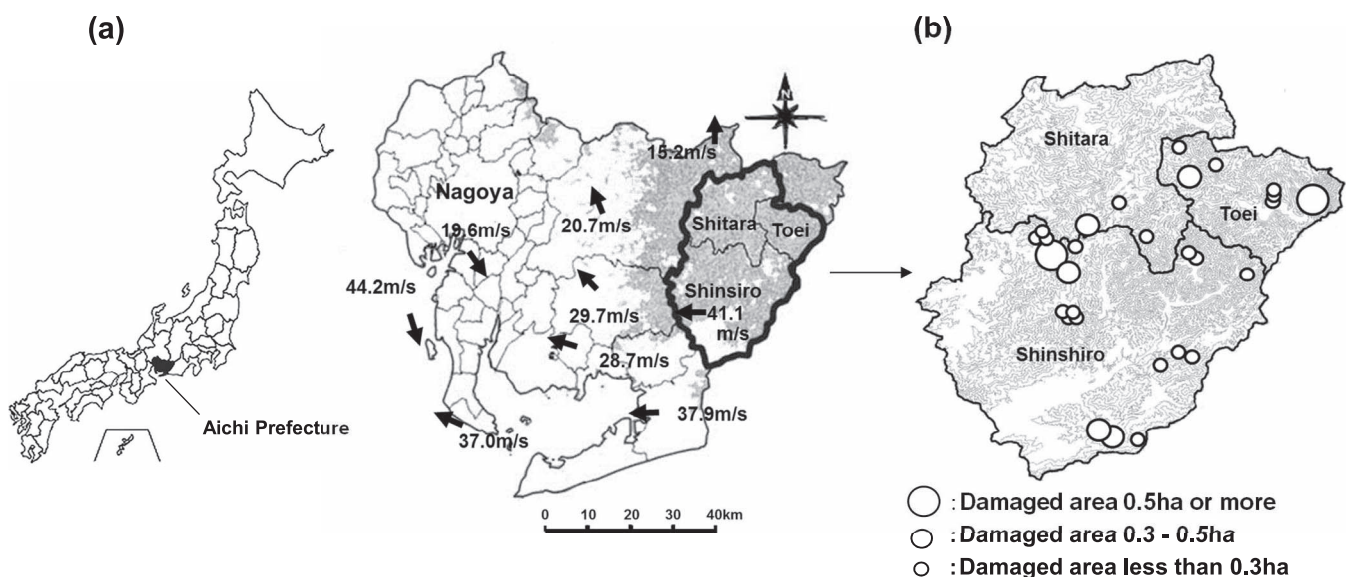 (a)
(b)
N
15.2m/s
Nagoya
20.7m/s
19.6m/s
Shitara
Toei
44.2m/s
Shinsiro
29.7m/s
41.1
m/s
28.7m/s
37.9m/s
37.0m/s
Aichi Prefecture
0 10 20 30 40km
Shitara
Toei
Shinshiro
: Damaged area 0.5ha or more
: Damaged area 0.3 - 0.5ha
: Damaged area less than 0.3ha